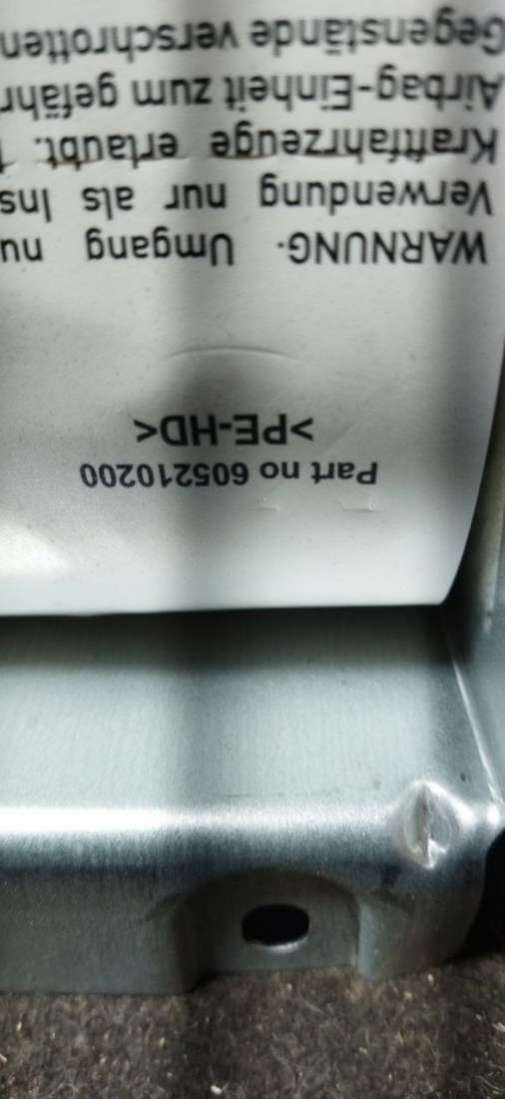 Part no 605210200
>PE-HD<
WARNUNG· Umgang nu
Verwendung nur als Ins
Kraftfahrzeuge erlaubt.
Airbag-Einheit zum gefähr
Gegenstände verschrotten